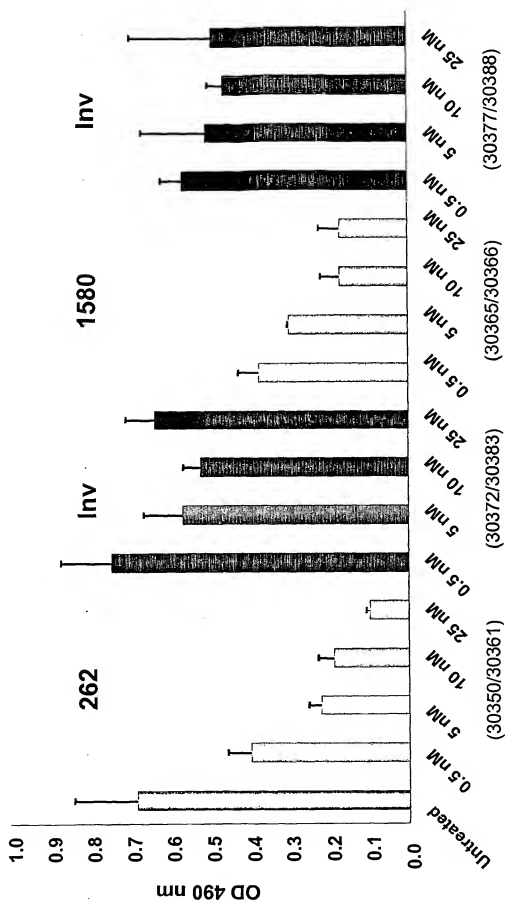 262
Inv
1580
Inv
OD 490 nm
1.0
0.9
0.8
0.7
0.6
0.5
0.4
0.3
0.2
0.1
0.0
Untreated
0.5 nM
5 nM
10 nM
25 nM
0.5 nM
5 nM
10 nM
25 nM
0.5 nM
5 nM
10 nM
25 nM
0.5 nM
5 nM
10 nM
25 nM
(30350/30361)
(30372/30383)
(30365/30366)
(30377/30388)